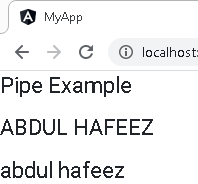 MyApp
localhost:
Pipe Example
ABDUL HAFEEZ
abdul hafeez